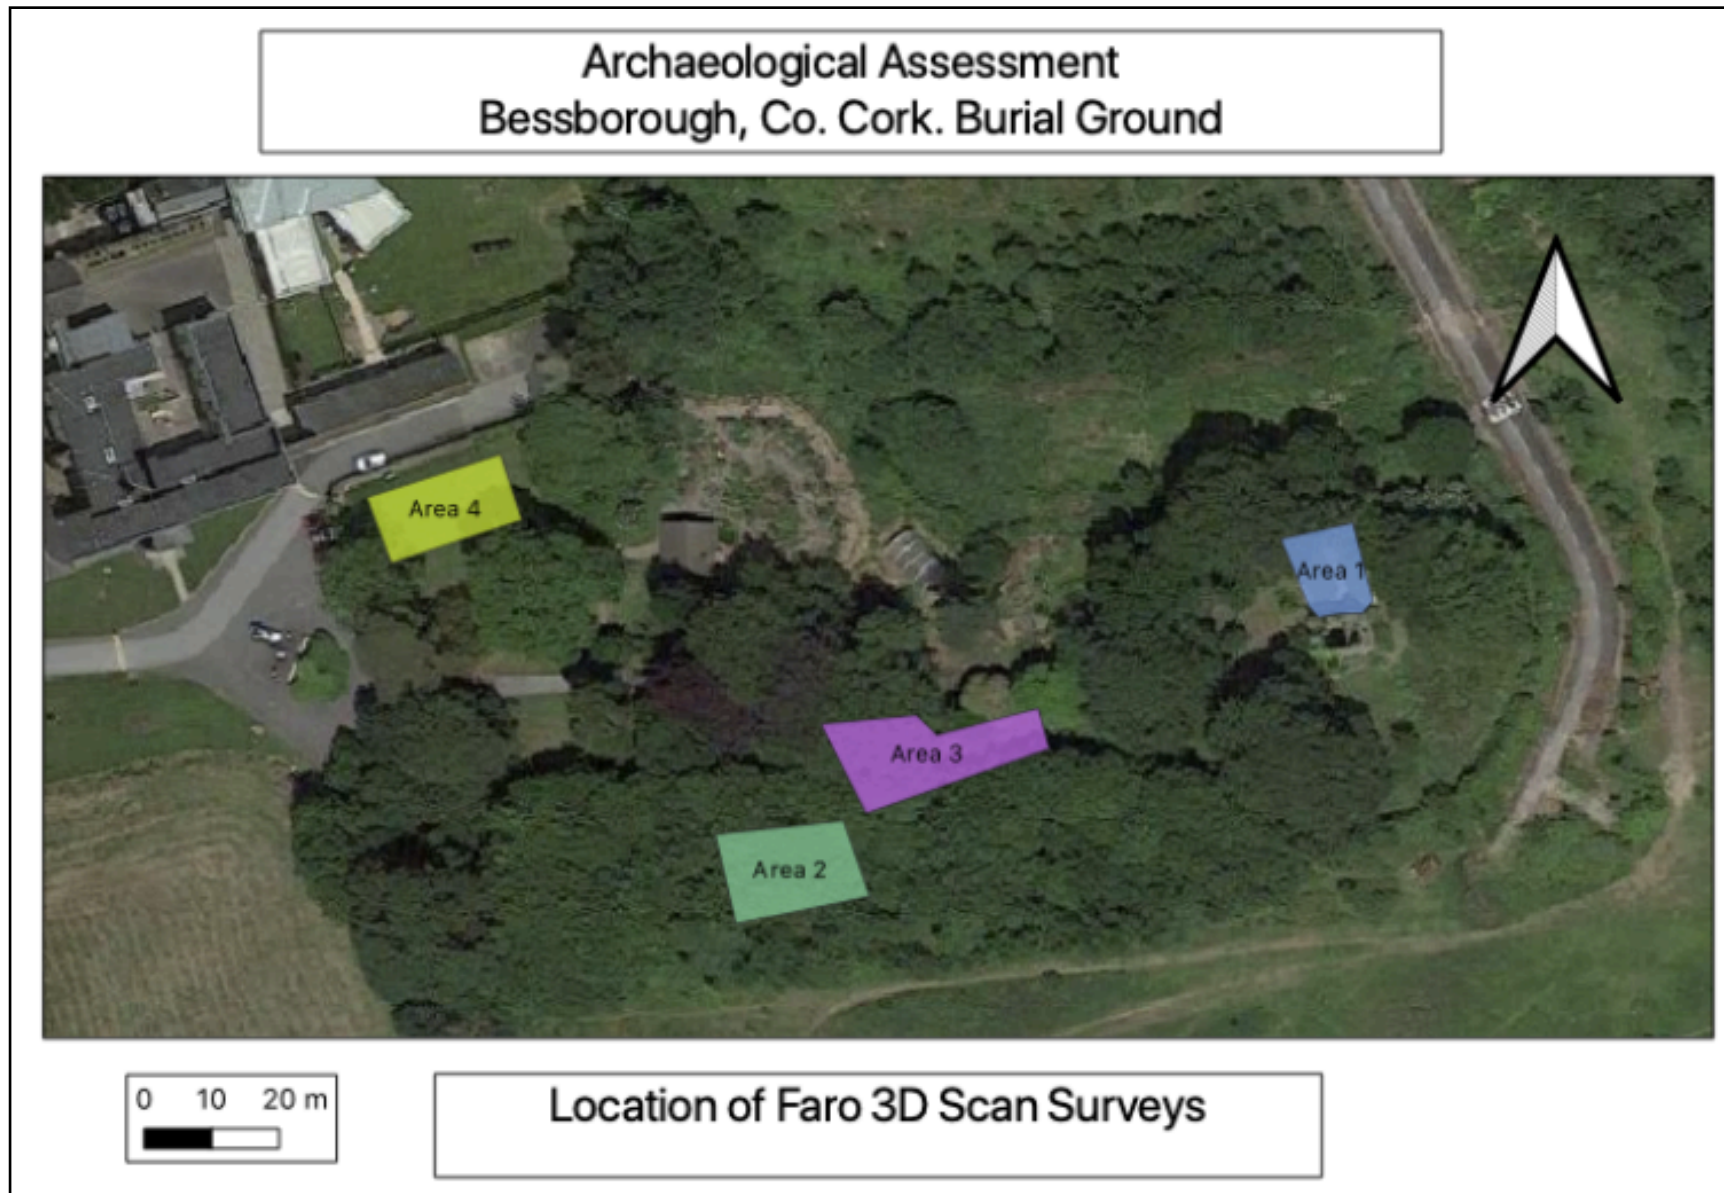 Archaeological Assessment
Bessborough, Co. Cork. Burial Ground
Area 4
Area 1
Area 3
Area 2
0 10 20 m
Location of Faro 3D Scan Surveys